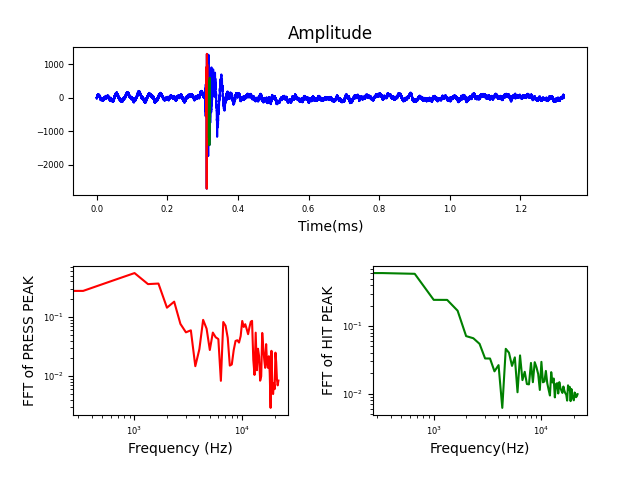 Amplitude
1000
0
−1000
−2000
0.0 0.2 0.4 0.6 0.8 1.0 1.2
Time(ms)
FFT of PRESS PEAK
10⁻¹
10⁻²
10³ 10⁴
Frequency (Hz)
FFT of HIT PEAK
10⁻¹
10⁻²
10³ 10⁴
Frequency(Hz)